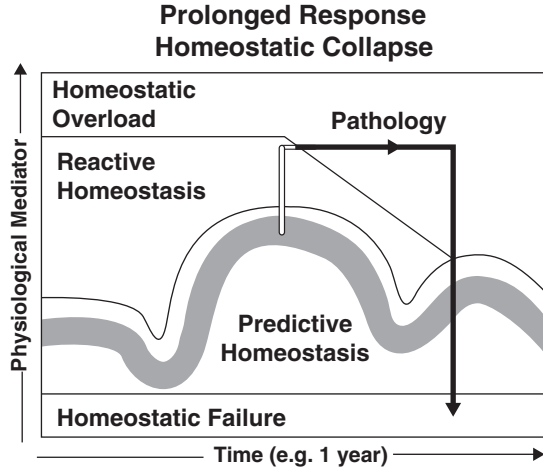 Prolonged Response
Homeostatic Collapse
Homeostatic
Overload
Pathology
Reactive
Homeostasis
Physiological Mediator
Predictive
Homeostasis
Homeostatic Failure
Time (e.g. 1 year)